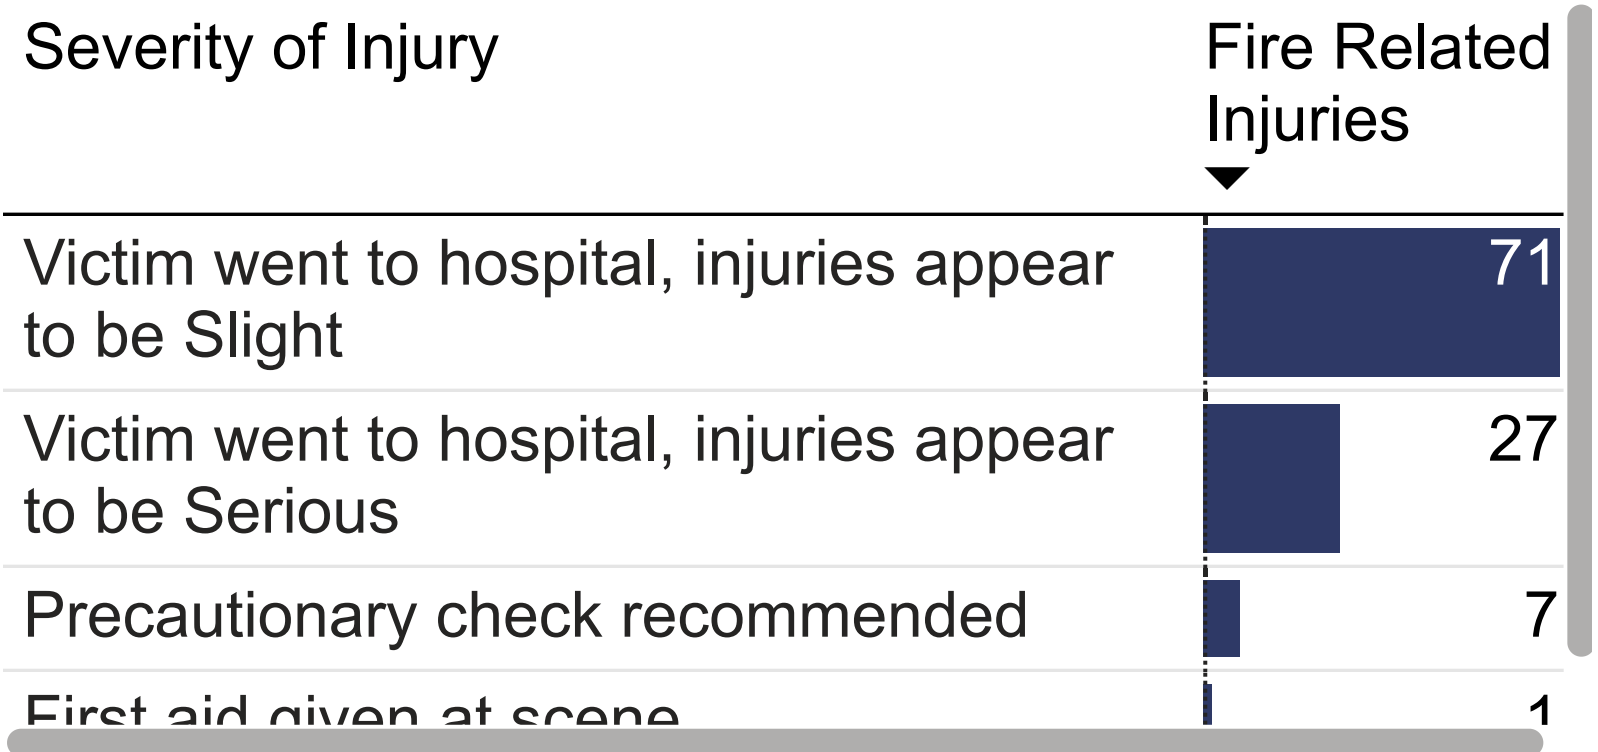 Severity of Injury
Fire Related
Injuries
Victim went to hospital, injuries appear
to be Slight
71
Victim went to hospital, injuries appear
to be Serious
27
Precautionary check recommended
7
First aid given at scene
1